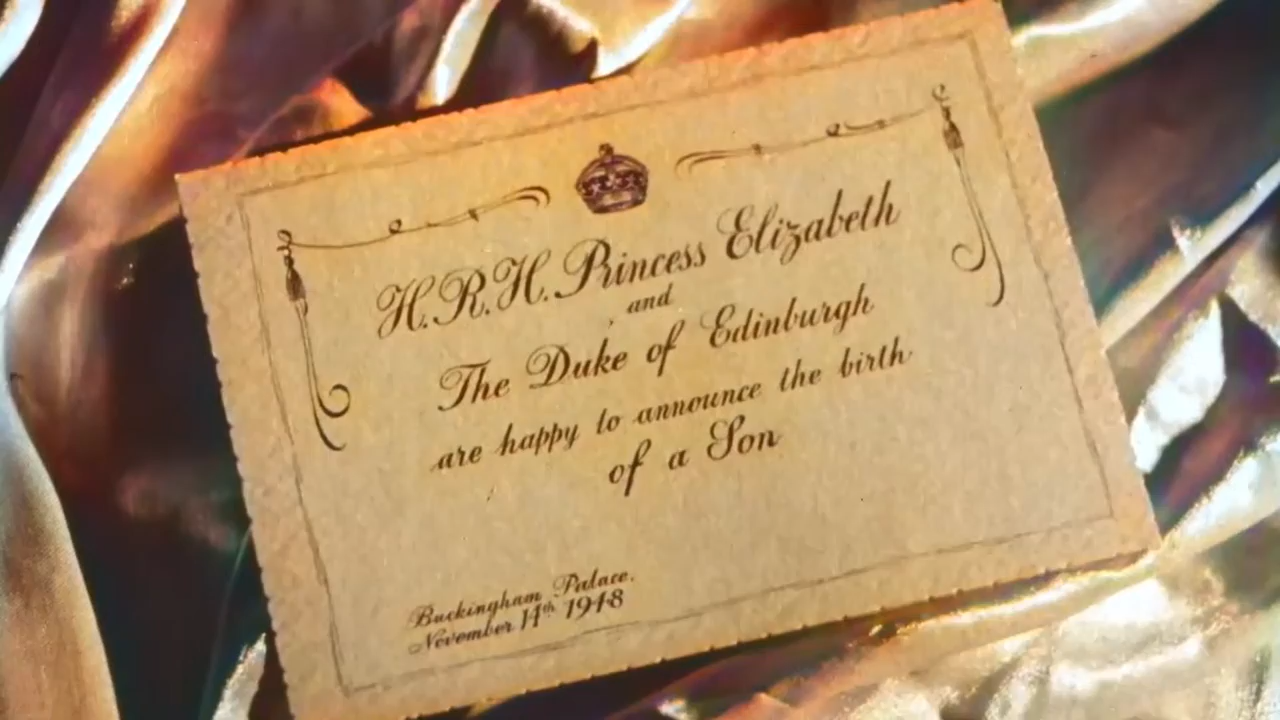 H.R.H. Princess Elizabeth
and
The Duke of Edinburgh
are happy to announce the birth
of a Son
Buckingham Palace.
November 14th 1948